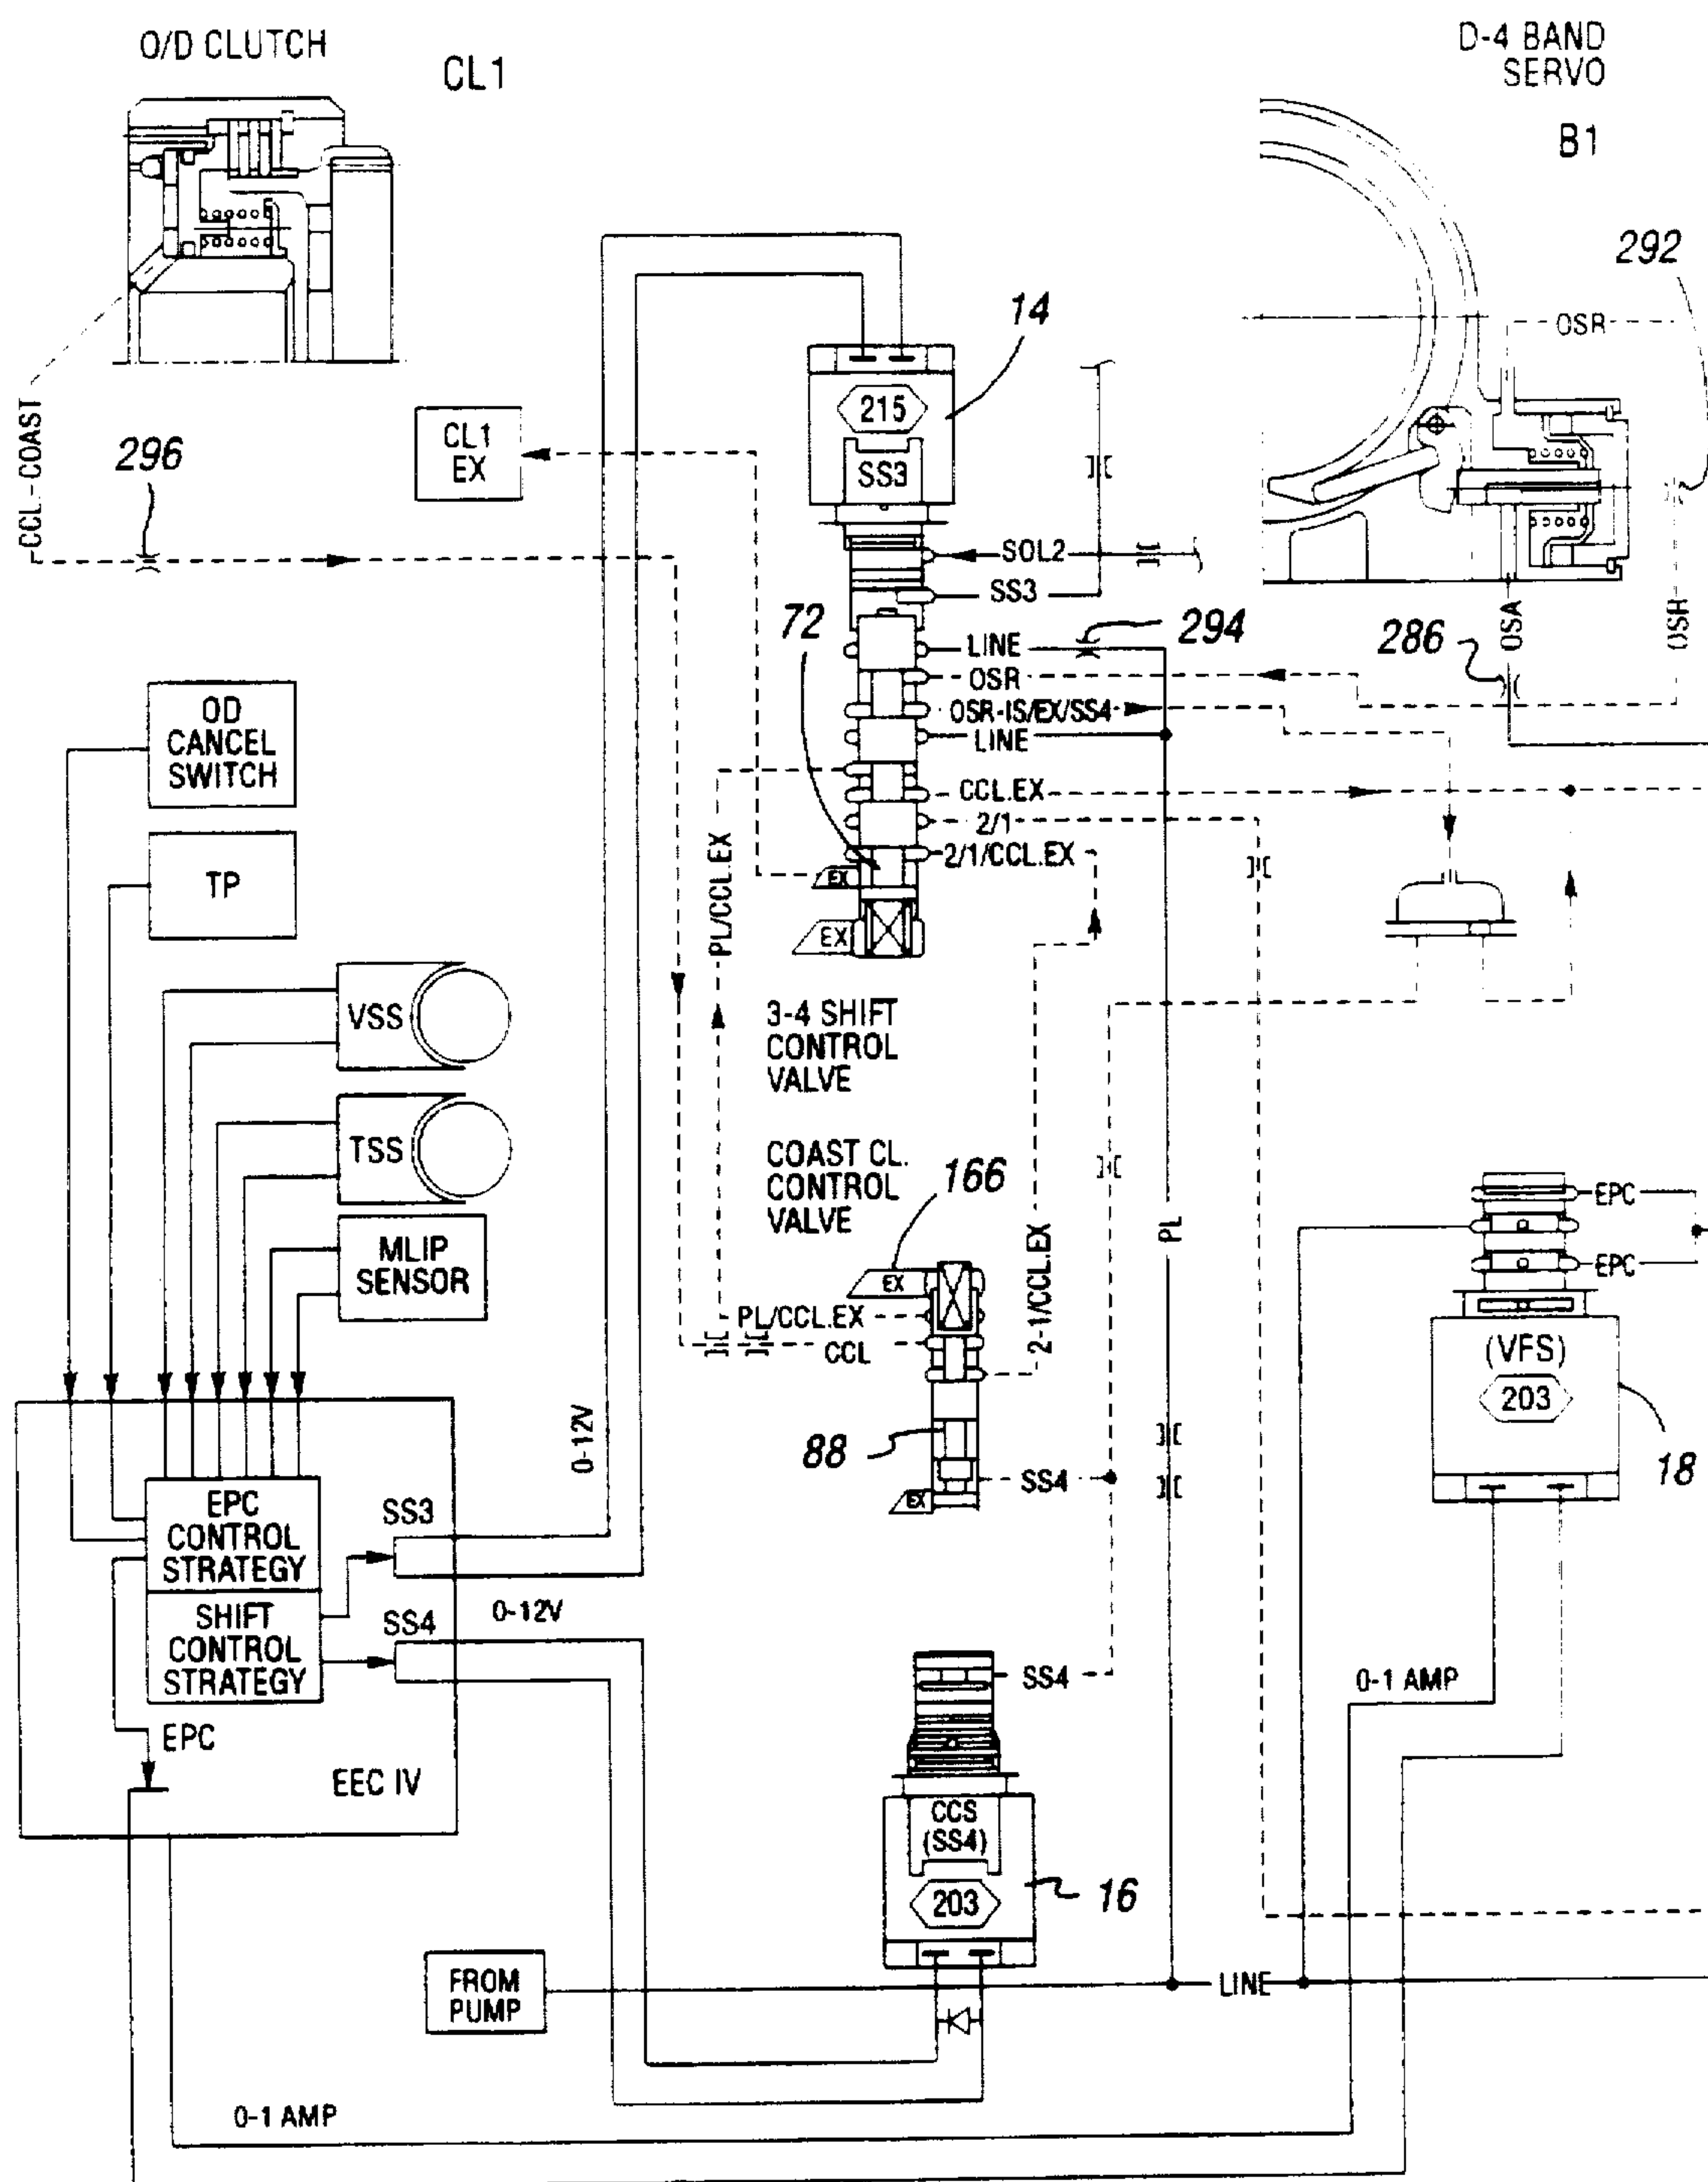 O/D CLUTCH
CL1
D-4 BAND
SERVO
B1
292
OSR
14
215
SS3
CL1
EX
CCL-COAST
296
SOL2
SS3
72
294
LINE
OSR
OSR-IS/EX/SS4
LINE
286
OSA
OSR
OD
CANCEL
SWITCH
CCL.EX
2/1
2/1/CCL.EX
TP
EX
EX
PL/CCL.EX
VSS
3-4 SHIFT
CONTROL
VALVE
TSS
COAST CL.
CONTROL
VALVE
166
MLIP
SENSOR
EX
PL/CCL.EX
CCL
2-1/CCL.EX
PL
EPC
EPC
(VFS)
203
18
0-12V
88
SS4
EX
EPC
CONTROL
STRATEGY
SS3
SHIFT
CONTROL
STRATEGY
SS4
0-12V
SS4
0-1 AMP
EPC
EEC IV
CCS
(SS4)
203
16
FROM
PUMP
LINE
0-1 AMP